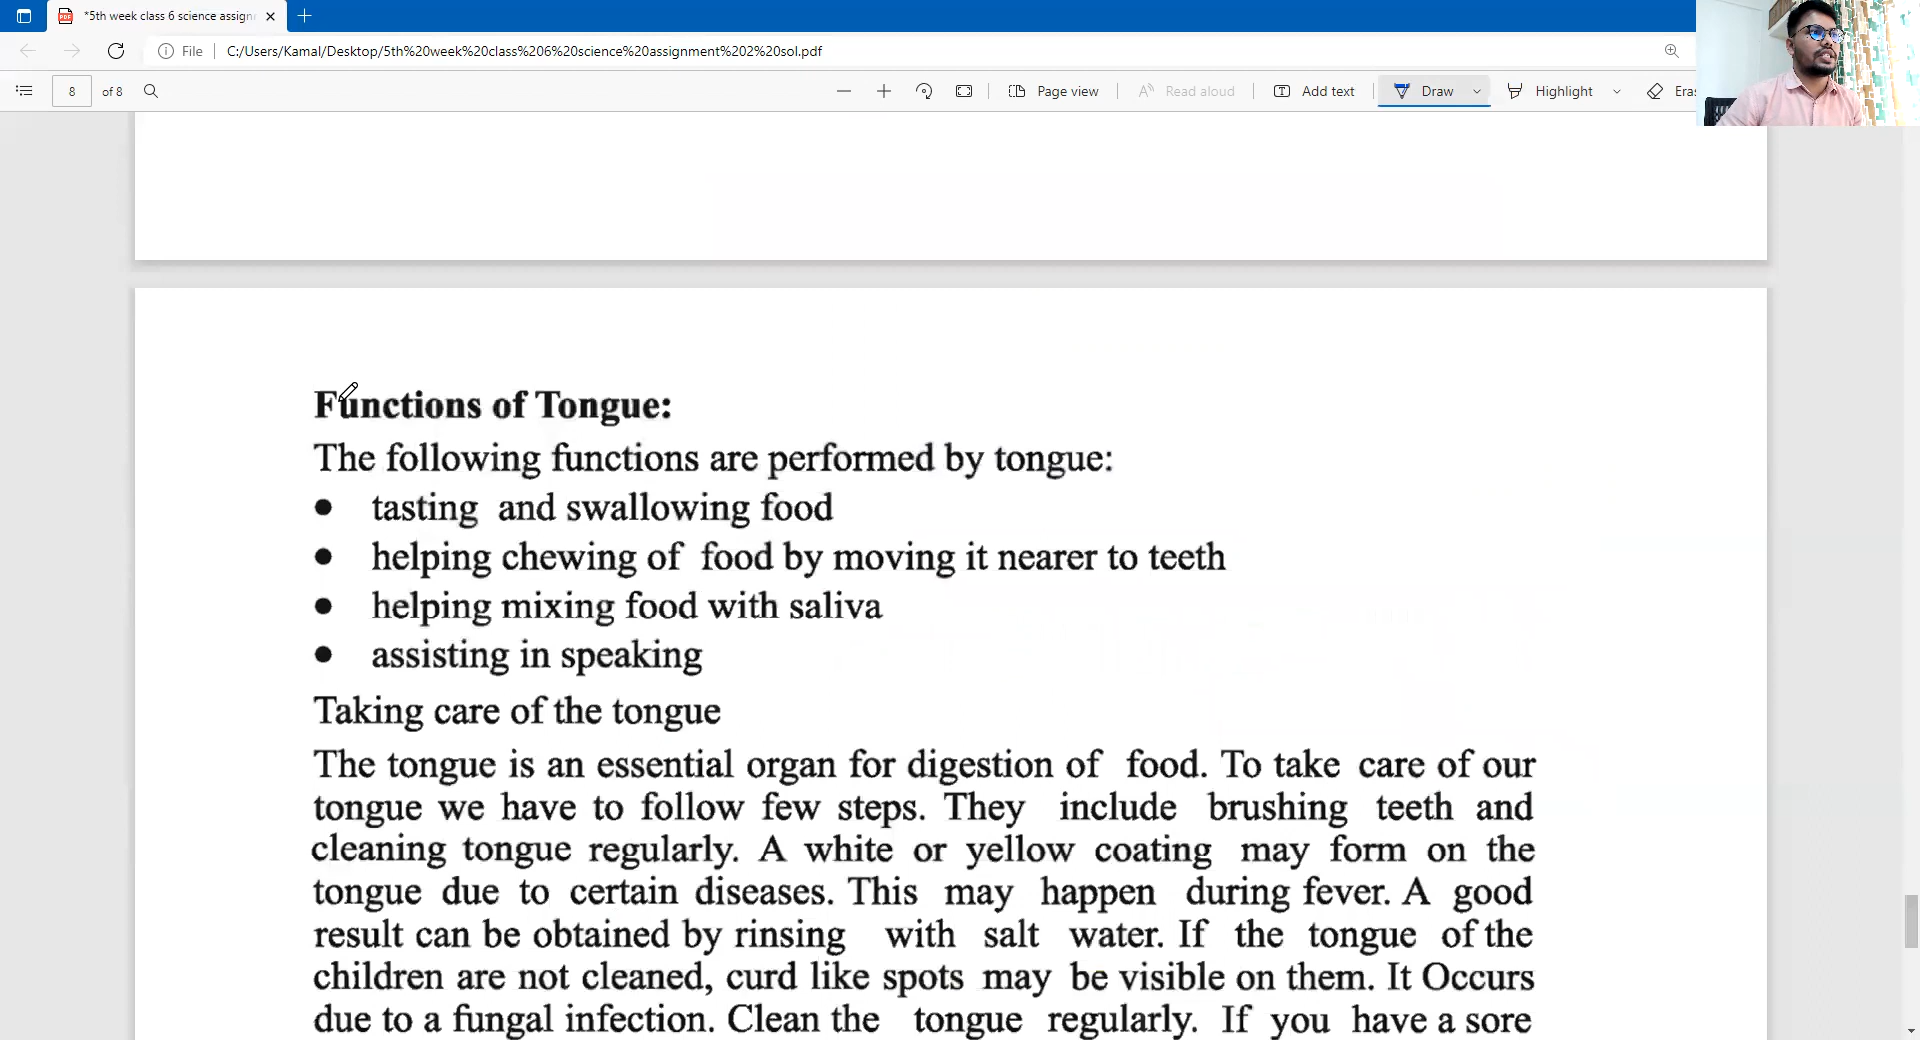 *5th week class 6 science assign
File
C:/Users/Kamal/Desktop/5th%20week%20class%206%20science%20assignment%202%20sol.pdf
8 of 8 Page view Read aloud Add text Draw Highlight Eras
Functions of Tongue:
The following functions are performed by tongue:
• tasting and swallowing food
• helping chewing of food by moving it nearer to teeth
• helping mixing food with saliva
• assisting in speaking
Taking care of the tongue
The tongue is an essential organ for digestion of food. To take care of our
tongue we have to follow few steps. They include brushing teeth and
cleaning tongue regularly. A white or yellow coating may form on the
tongue due to certain diseases. This may happen during fever. A good
result can be obtained by rinsing with salt water. If the tongue of the
children are not cleaned, curd like spots may be visible on them. It Occurs
due to a fungal infection. Clean the tongue regularly. If you have a sore